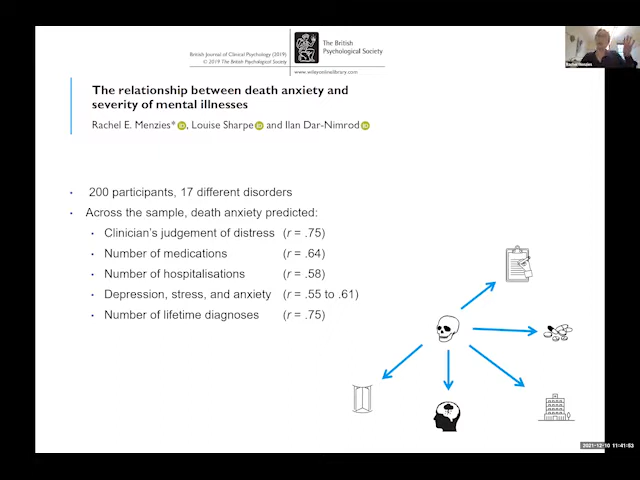 British Journal of Clinical Psychology (2019)
© 2019 The British Psychological Society
The British
Psychological Society
www.wileyonlinelibrary.com
The relationship between death anxiety and
severity of mental illnesses
Rachel E. Menzies*, Louise Sharpe and Ilan Dar-Nimrod
• 200 participants, 17 different disorders
• Across the sample, death anxiety predicted:
• Clinician's judgement of distress (r = .75)
• Number of medications (r = .64)
• Number of hospitalisations (r = .58)
• Depression, stress, and anxiety (r = .55 to .61)
• Number of lifetime diagnoses (r = .75)
Rachel Menzies
2021-12-10 11:41:53